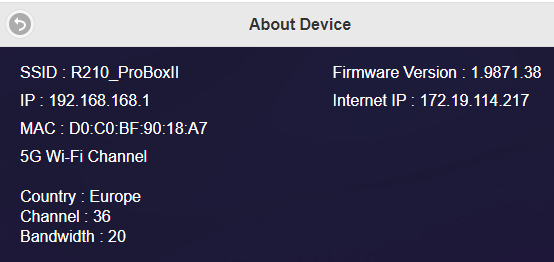 About Device
SSID : R210_ProBoxII
Firmware Version : 1.9871.38
IP : 192.168.168.1
Internet IP : 172.19.114.217
MAC : D0:C0:BF:90:18:A7
5G Wi-Fi Channel
Country : Europe
Channel : 36
Bandwidth : 20